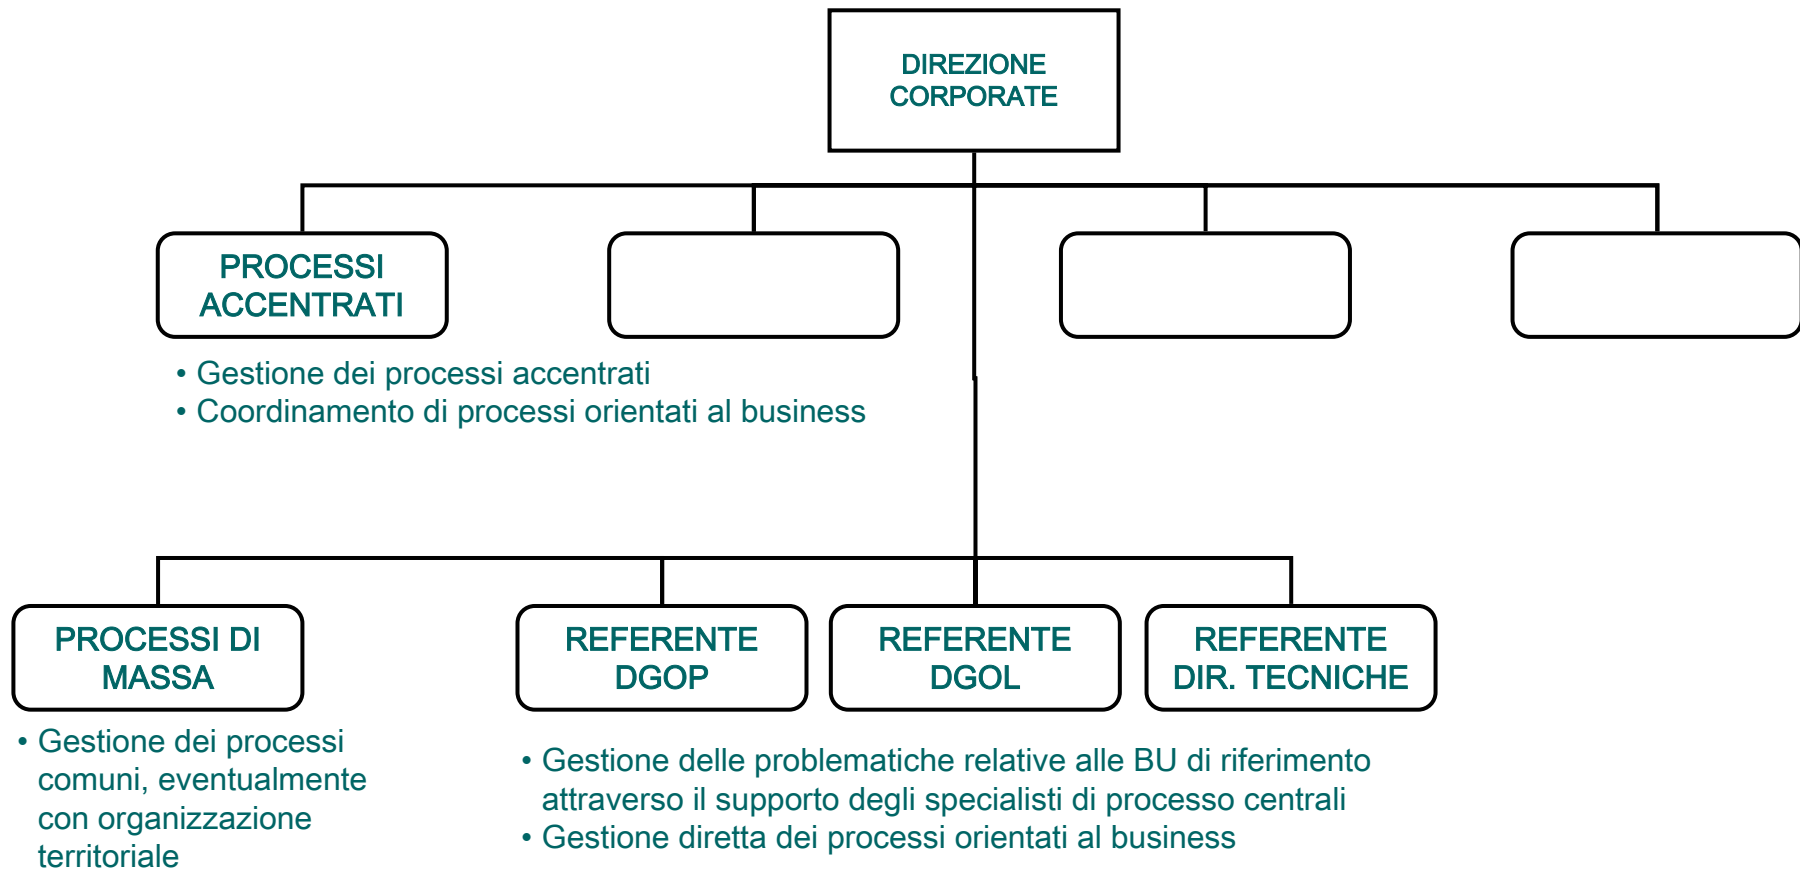 DIREZIONE
CORPORATE
PROCESSI
ACCENTRATI
• Gestione dei processi accentrati
• Coordinamento di processi orientati al business
PROCESSI DI
MASSA
REFERENTE
DGOP
REFERENTE
DGOL
REFERENTE
DIR. TECNICHE
• Gestione dei processi
comuni, eventualmente
con organizzazione
territoriale
• Gestione delle problematiche relative alle BU di riferimento
attraverso il supporto degli specialisti di processo centrali
• Gestione diretta dei processi orientati al business